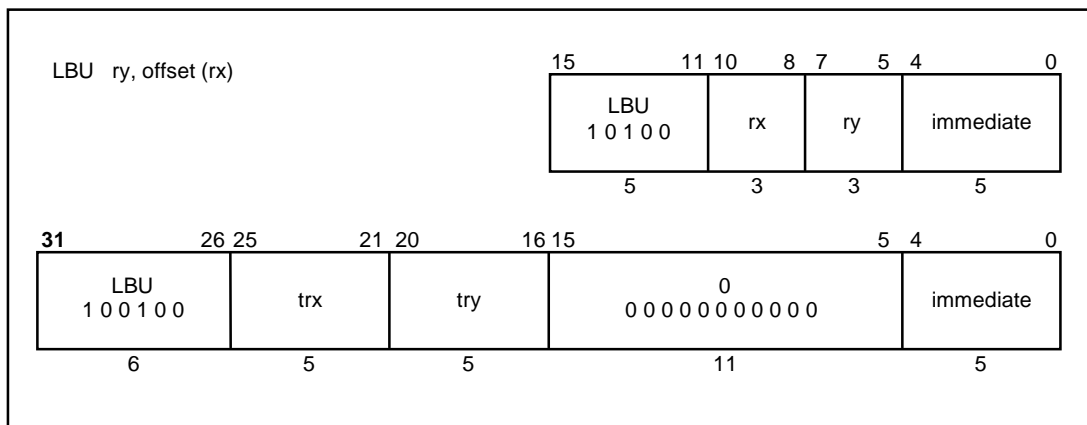 LBU ry, offset (rx)
15 11 10 8 7 5 4 0
LBU rx ry immediate
1 0 1 0 0
5 3 3 5
31 26 25 21 20 16 15 5 4 0
LBU trx try 0 immediate
1 0 0 1 0 0 0 0 0 0 0 0 0 0 0 0 0
6 5 5 11 5